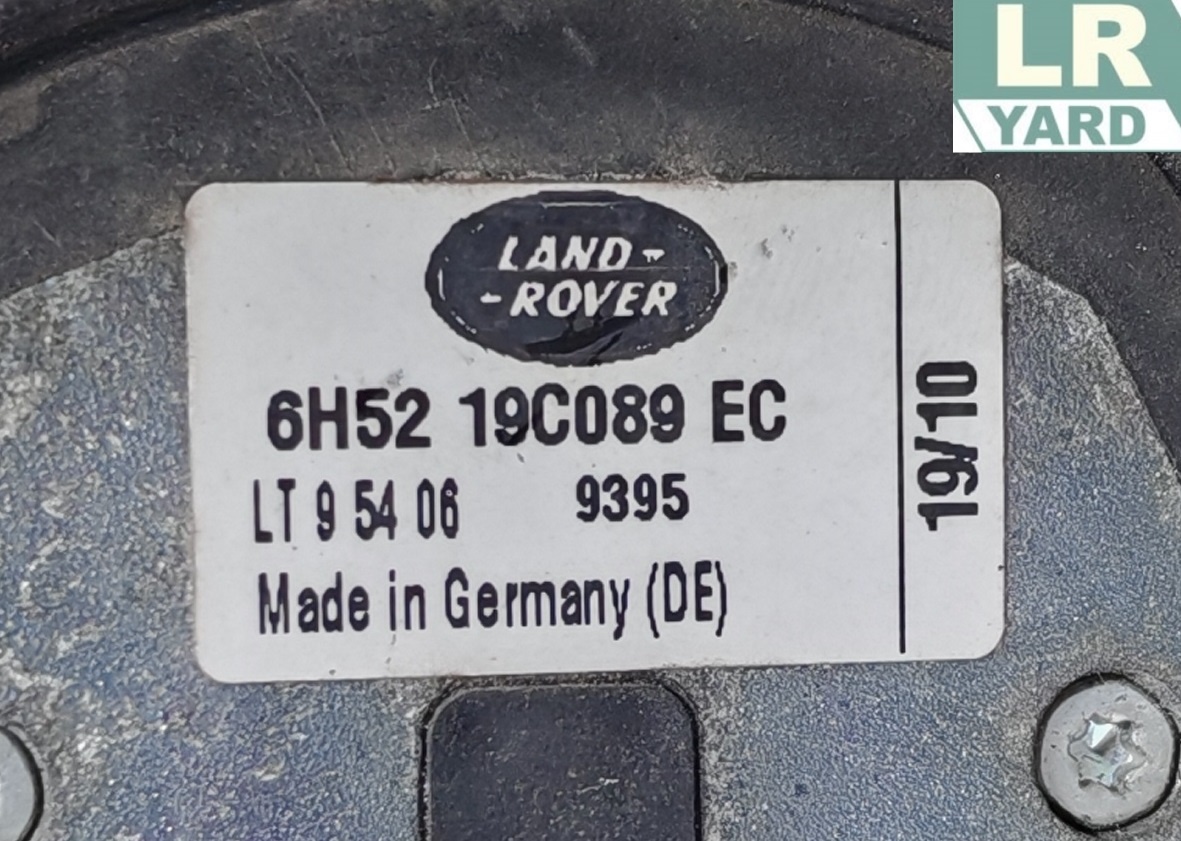 LR
YARD
LAND-
-ROVER
6H52 19C089 EC
LT 9 54 06 9395
Made in Germany (DE)
19/10